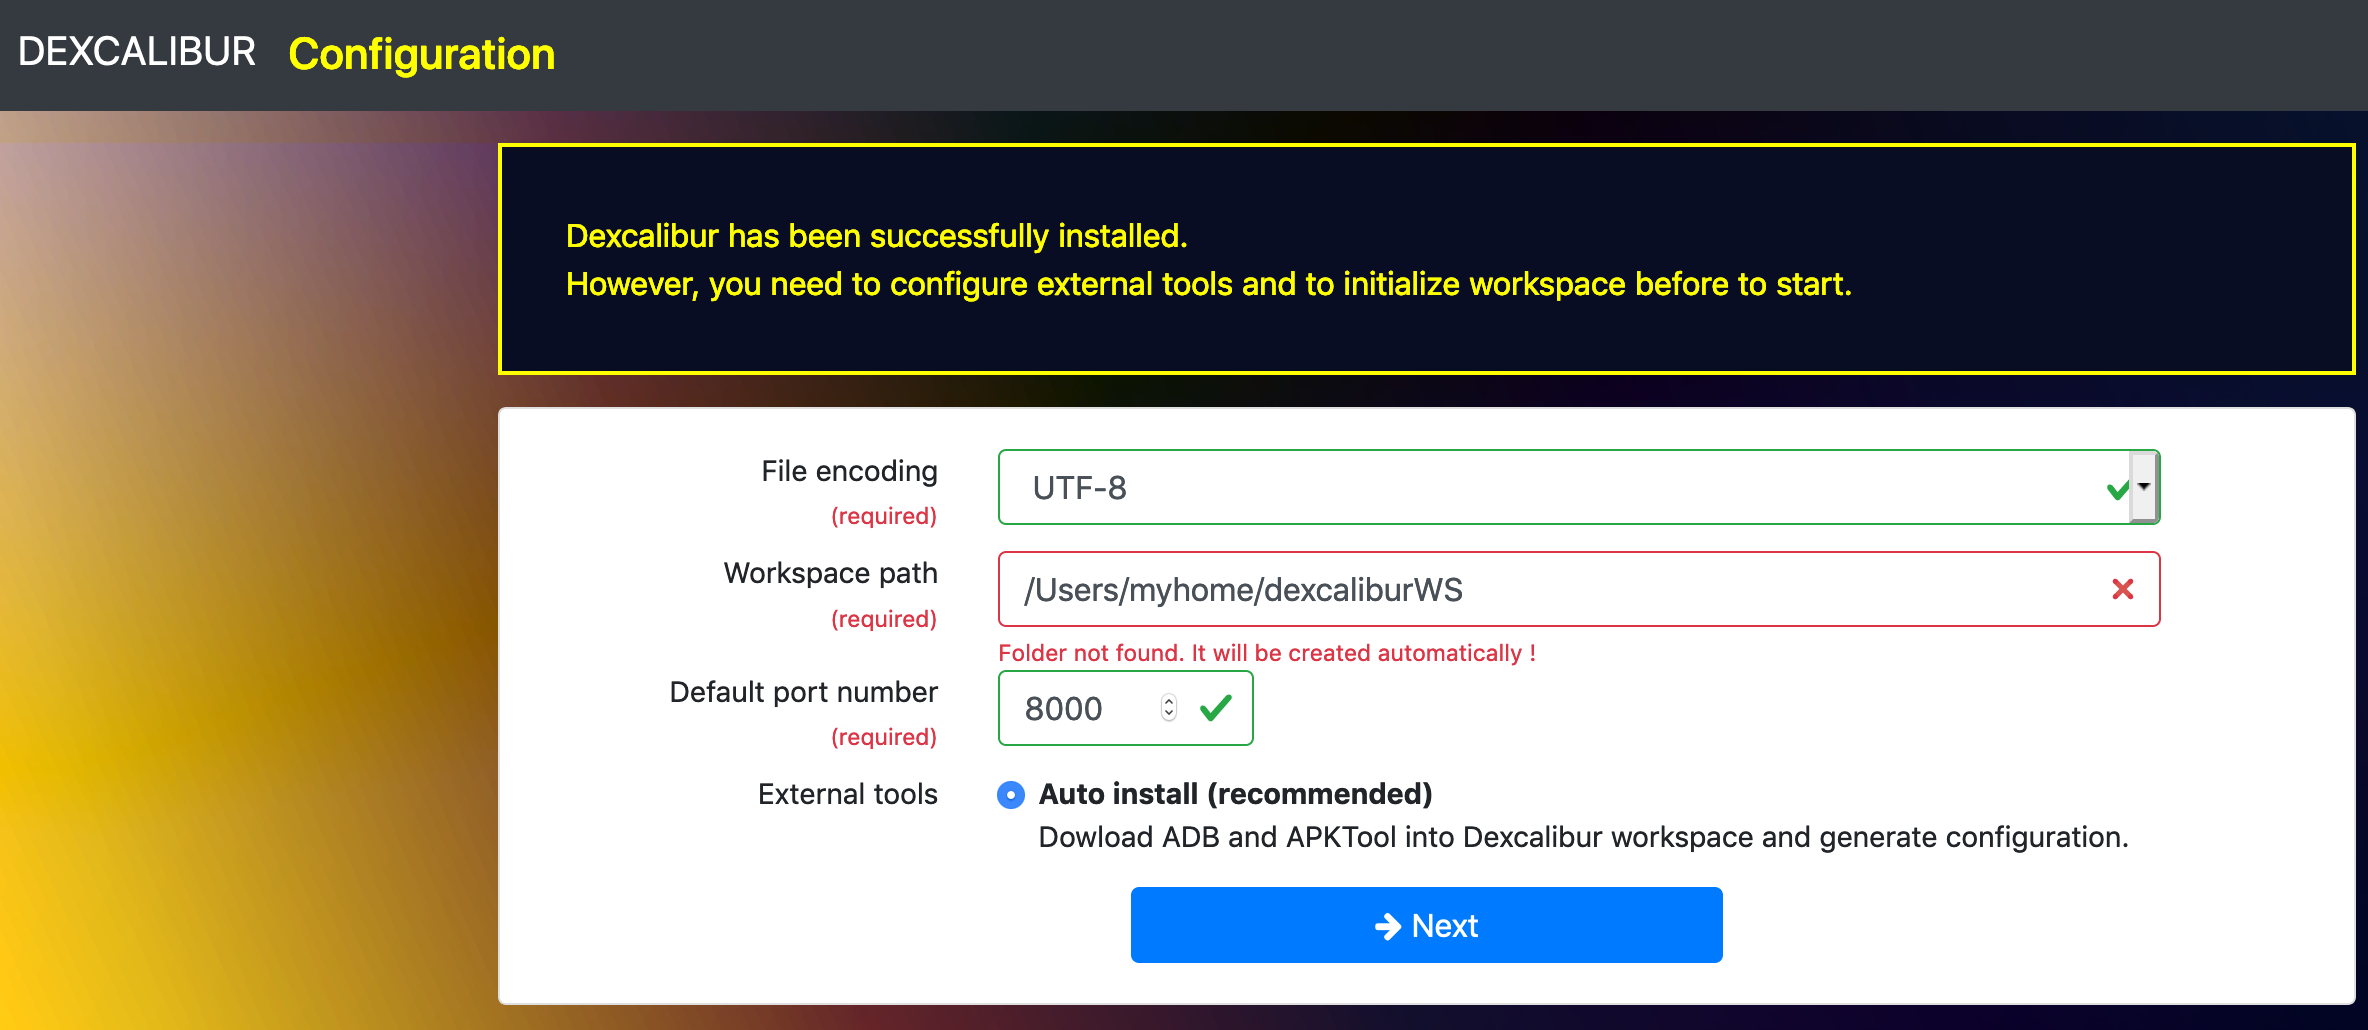 DEXCALIBUR Configuration
Dexcalibur has been successfully installed.
However, you need to configure external tools and to initialize workspace before to start.
File encoding
(required)
UTF-8
Workspace path
(required)
/Users/myhome/dexcaliburWS
Folder not found. It will be created automatically !
Default port number
(required)
8000
External tools
Auto install (recommended)
Dowload ADB and APKTool into Dexcalibur workspace and generate configuration.
Next